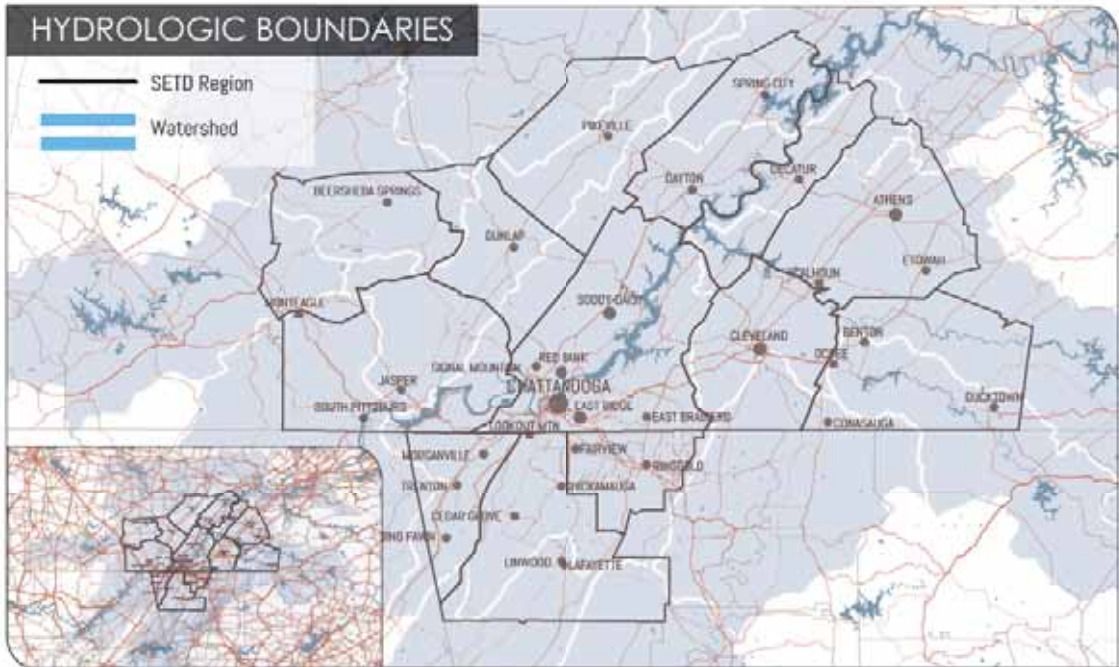 HYDROLOGIC BOUNDARIES
SETD Region
Watershed
SPRING CITY
PIKEVILLE
DAYTON
DECATUR
BEERSHEBA SPRINGS
ATHENS
DUNLAP
ETOWAH
CALHOUN
MONTEAGLE
SODDY-DAISY
CLEVELAND
BENTON
OCOEE
RED BANK
SIGNAL MOUNTAIN
JASPER
CHATTANOOGA
SOUTH PITTSBURG
EAST RIDGE
EAST BRAINERD
DUCKTOWN
LOOKOUT MTN
CONASAUGA
MORGANVILLE
FAIRVIEW
RINGGOLD
TRENTON
CHICKAMAUGA
CEDAR GROVE
RISING FAWN
LINWOOD
LAFAYETTE